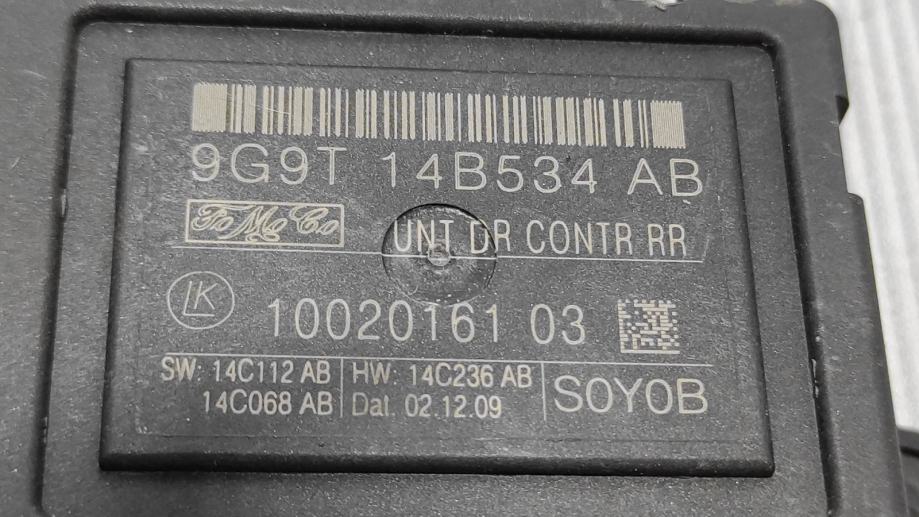 9G9T 14B534 AB
FoMoCo UNT DR CONTR RR
LK 10020161 03
SW: 14C112 AB HW: 14C236 AB SOYOB
14C068 AB Dat. 02.12.09